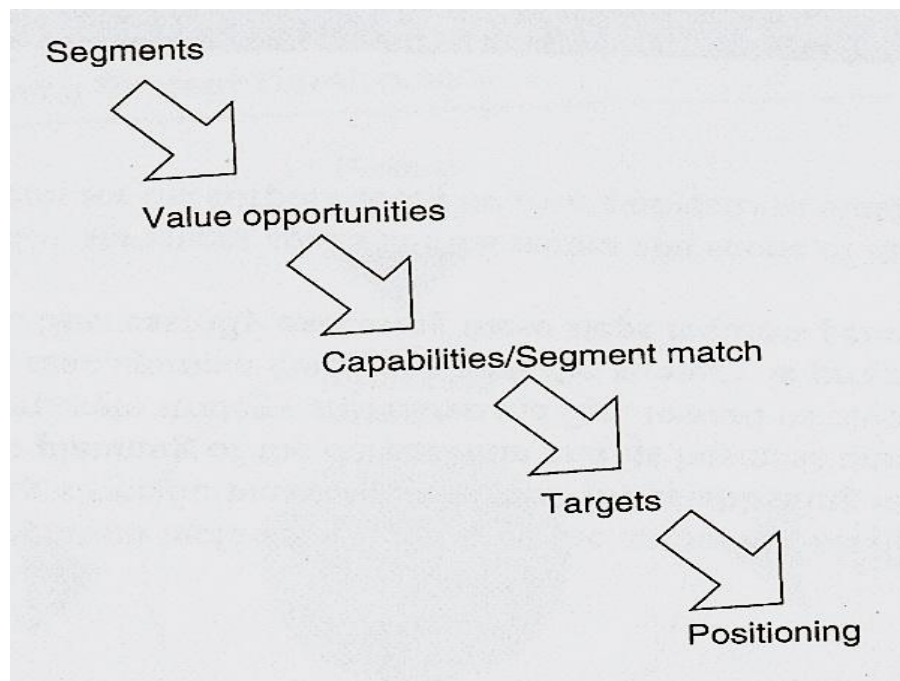 Segments
Value opportunities
Capabilities/Segment match
Targets
Positioning